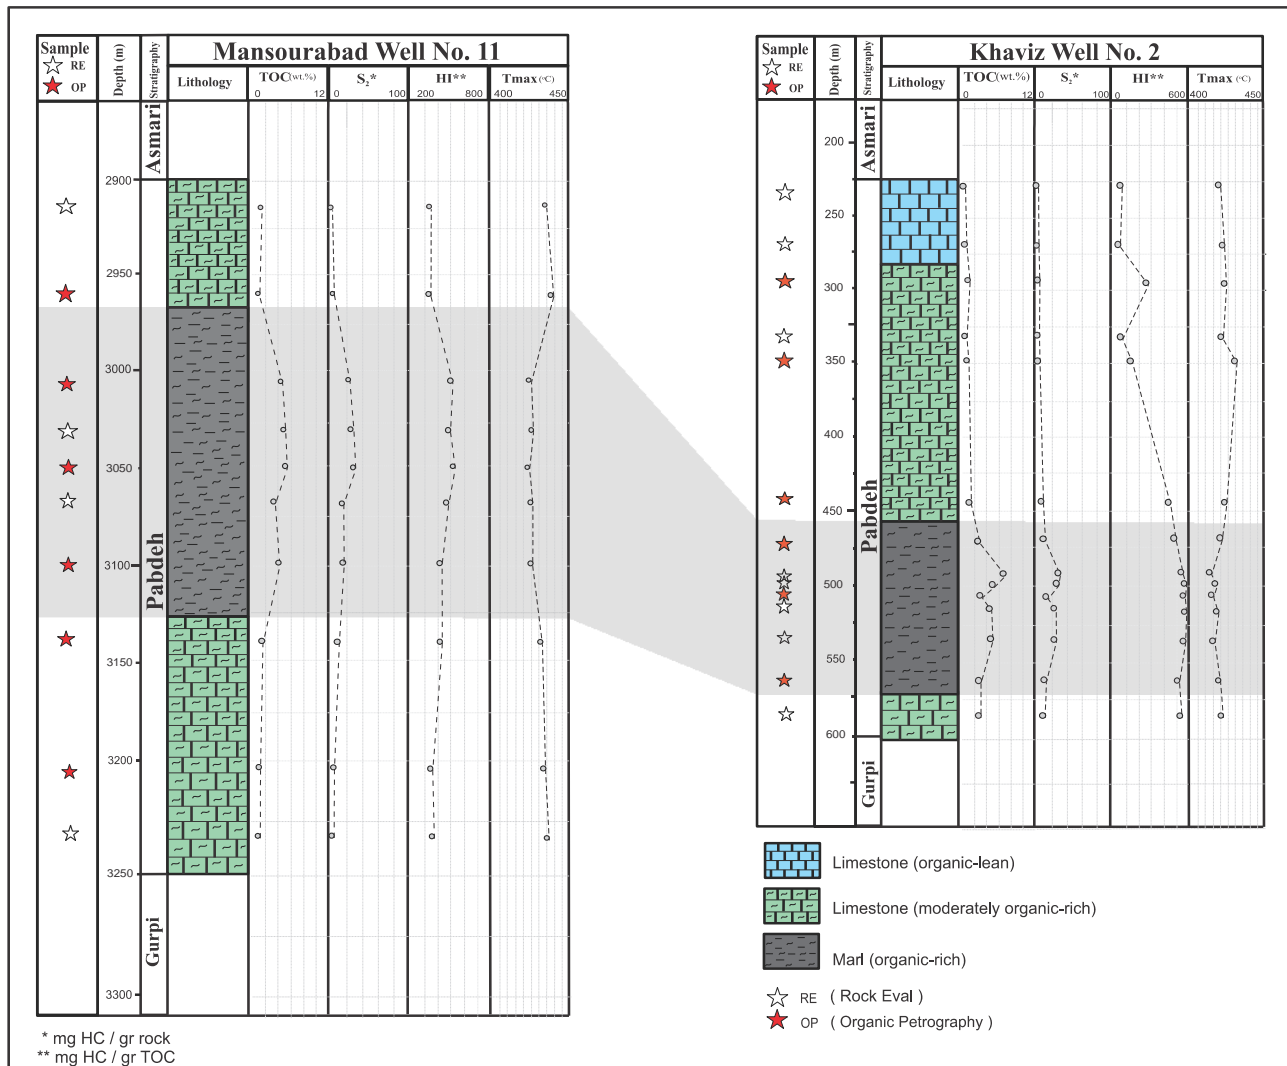 Sample
RE
OP
Depth (m)
Stratigraphy
Mansourabad Well No. 11
Lithology
TOC(wt.%)
0 12
S2*
0 100
HI**
200 800
Tmax (°C)
400 450
Asmari
Pabdeh
Gurpi
2900
2950
3000
3050
3100
3150
3200
3250
3300
* mg HC / gr rock
** mg HC / gr TOC
Sample
RE
OP
Depth (m)
Stratigraphy
Khaviz Well No. 2
Lithology
TOC(wt.%)
0 12
S2*
0 100
HI**
0 600
Tmax (°C)
400 450
Asmari
Pabdeh
Gurpi
200
250
300
350
400
450
500
550
600
Limestone (organic-lean)
Limestone (moderately organic-rich)
Marl (organic-rich)
RE ( Rock Eval )
OP ( Organic Petrography )